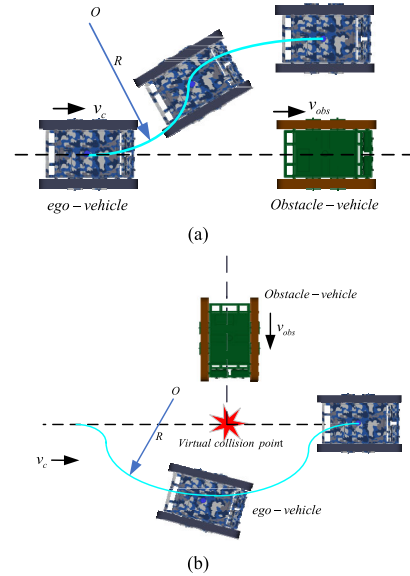 O
R
v_c
v_obs
ego-vehicle
Obstacle-vehicle
(a)
Obstacle-vehicle
v_obs
O
R
Virtual collision point
v_c
ego-vehicle
(b)